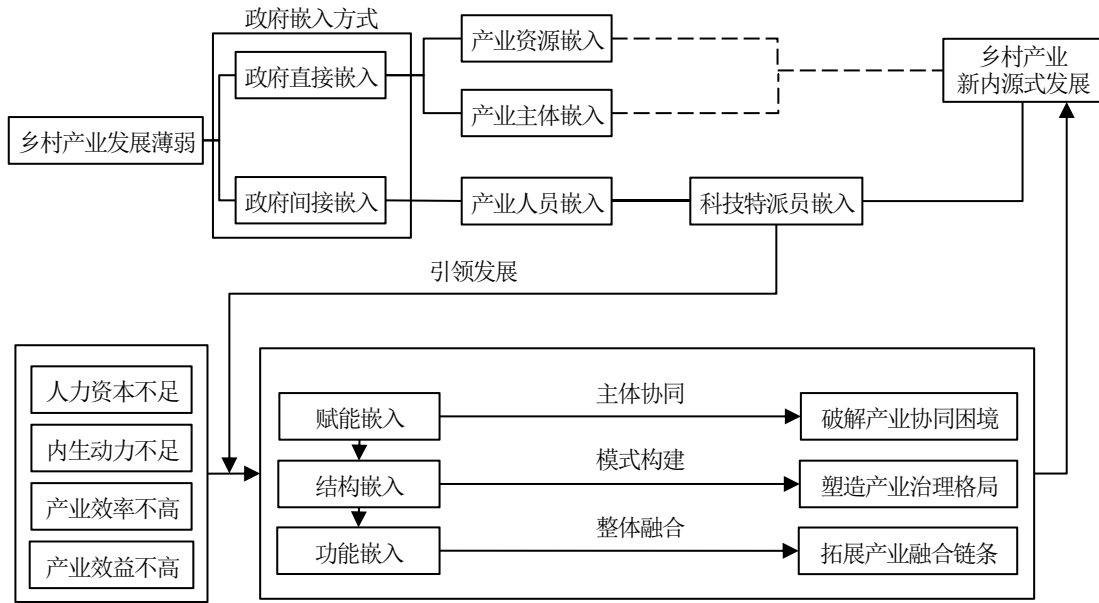 政府嵌入方式
产业资源嵌入
乡村产业
新内源式发展
政府直接嵌入
产业主体嵌入
乡村产业发展薄弱
政府间接嵌入
产业人员嵌入
科技特派员嵌入
引领发展
人力资本不足
内生动力不足
产业效率不高
产业效益不高
赋能嵌入
主体协同
破解产业协同困境
结构嵌入
模式构建
塑造产业治理格局
功能嵌入
整体融合
拓展产业融合链条